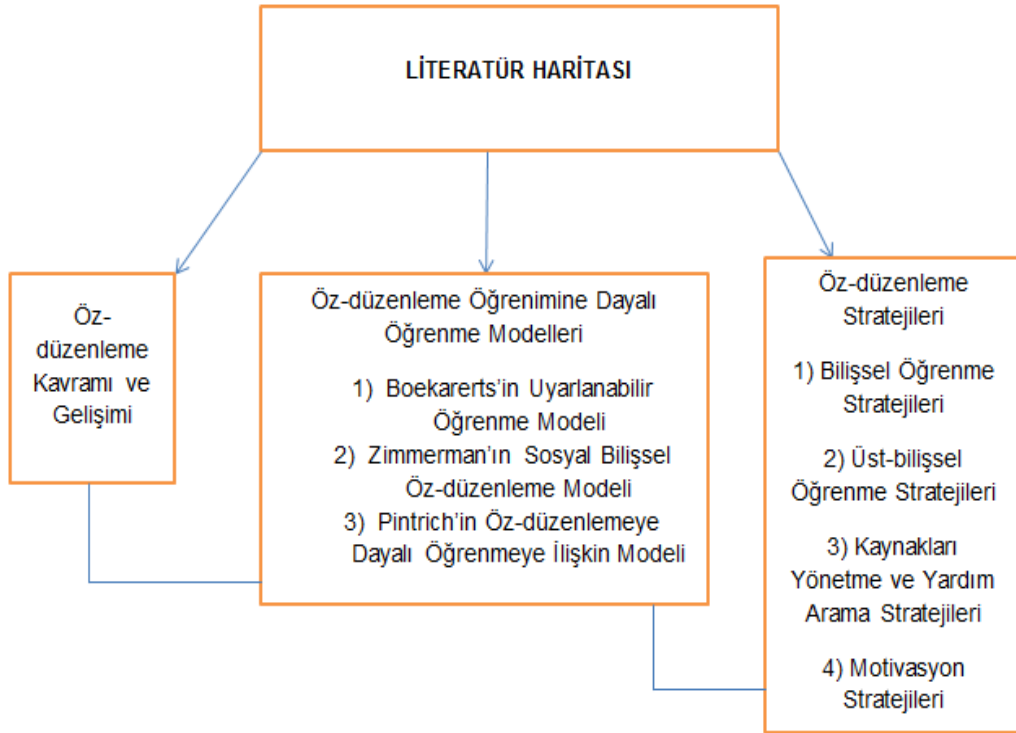 LİTERATÜR HARİTASI
Öz-
düzenleme
Kavramı ve
Gelişimi
Öz-düzenleme Öğrenimine Dayalı
Öğrenme Modelleri
1) Boekarerts’in Uyarlanabilir
Öğrenme Modeli
2) Zimmerman’ın Sosyal Bilişsel
Öz-düzenleme Modeli
3) Pintrich’in Öz-düzenlemeye
Dayalı Öğrenmeye İlişkin Modeli
Öz-düzenleme
Stratejileri
1) Bilişsel Öğrenme
Stratejileri
2) Üst-bilişsel
Öğrenme Stratejileri
3) Kaynakları
Yönetme ve Yardım
Arama Stratejileri
4) Motivasyon
Stratejileri